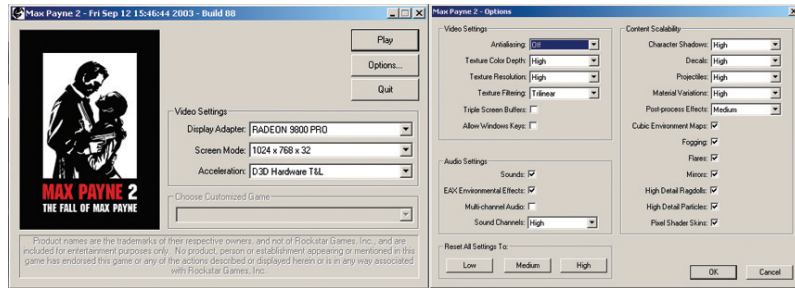 Max Payne 2 - Fri Sep 12 15:46:44 2003 - Build 88
Play
Options...
Quit
Video Settings
Display Adapter: RADEON 9800 PRO
Screen Mode: 1024 x 768 x 32
Acceleration: D3D Hardware T&L
Choose Customized Game
MAX PAYNE 2
THE FALL OF MAX PAYNE
Product names are the trademarks of their respective owners, and not of Rockstar Games, Inc., and are
included for entertainment purposes only. No product, person or establishment appearing or mentioned in this
game has endorsed this game or any of the actions described or displayed herein or is in any way associated
with Rockstar Games, Inc.
Max Payne 2 - Options
Video Settings
Antialiasing: Off
Texture Color Depth: High
Texture Resolution: High
Texture Filtering: Trilinear
Triple Screen Buffers:
Allow Windows Keys:
Audio Settings
Sounds:
EAX Environmental Effects:
Multi-channel Audio:
Sound Channels: High
Reset All Settings To:
Low
Medium
High
Content Scalability
Character Shadows: High
Decals: High
Projectiles: High
Material Variations: High
Post-process Effects: Medium
Cubic Environment Maps:
Fogging:
Flares:
Mirrors:
High Detail Ragdolls:
High Detail Particles:
Pixel Shader Skins:
OK
Cancel